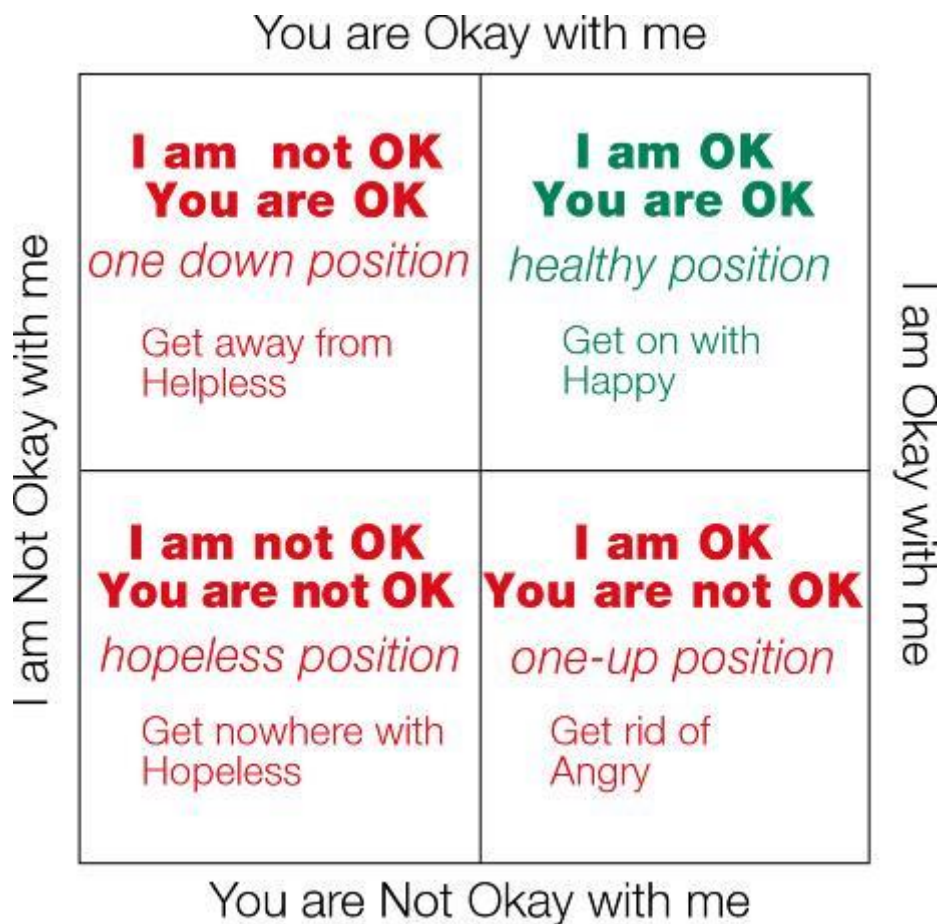 You are Okay with me
I am not OK
You are OK
one down position
Get away from
Helpless
I am OK
You are OK
healthy position
Get on with
Happy
I am Not Okay with me
I am Okay with me
I am not OK
You are not OK
hopeless position
Get nowhere with
Hopeless
I am OK
You are not OK
one-up position
Get rid of
Angry
You are Not Okay with me